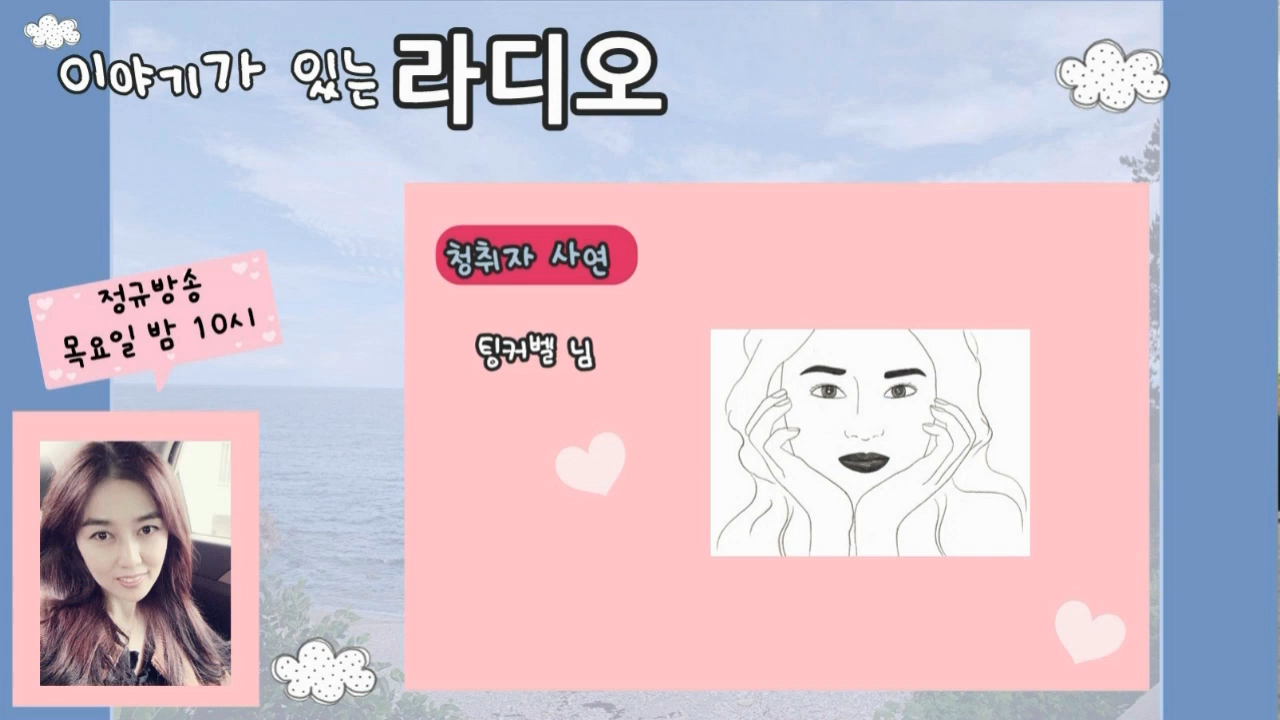 이야기가 있는 라디오
청취자 사연
팅커벨 님
정규방송
목요일 밤 10시